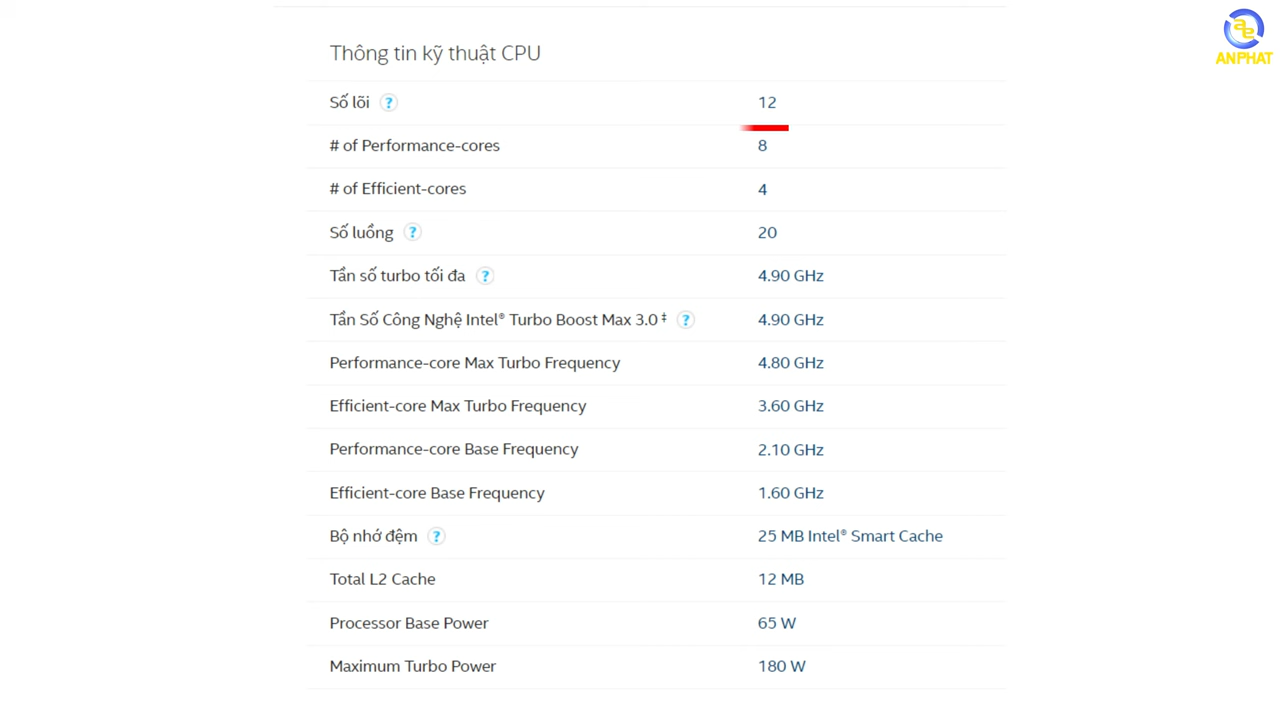 ae
ANPHAT
Thông tin kỹ thuật CPU
Số lõi ? 12
# of Performance-cores 8
# of Efficient-cores 4
Số luồng ? 20
Tần số turbo tối đa ? 4.90 GHz
Tần Số Công Nghệ Intel® Turbo Boost Max 3.0 ‡ ? 4.90 GHz
Performance-core Max Turbo Frequency 4.80 GHz
Efficient-core Max Turbo Frequency 3.60 GHz
Performance-core Base Frequency 2.10 GHz
Efficient-core Base Frequency 1.60 GHz
Bộ nhớ đệm ? 25 MB Intel® Smart Cache
Total L2 Cache 12 MB
Processor Base Power 65 W
Maximum Turbo Power 180 W